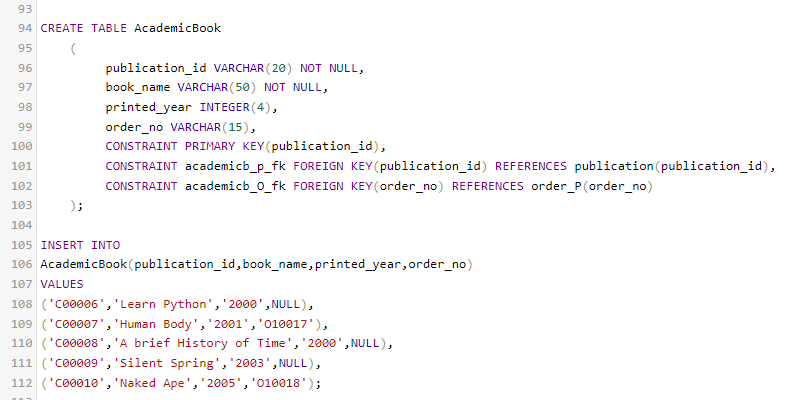 93
94 CREATE TABLE AcademicBook
95 (
96 publication_id VARCHAR(20) NOT NULL,
97 book_name VARCHAR(50) NOT NULL,
98 printed_year INTEGER(4),
99 order_no VARCHAR(15),
100 CONSTRAINT PRIMARY KEY(publication_id),
101 CONSTRAINT academicb_p_fk FOREIGN KEY(publication_id) REFERENCES publication(publication_id),
102 CONSTRAINT academicb_O_fk FOREIGN KEY(order_no) REFERENCES order_P(order_no)
103 );
104
105 INSERT INTO
106 AcademicBook(publication_id,book_name,printed_year,order_no)
107 VALUES
108 ('C00006','Learn Python','2000',NULL),
109 ('C00007','Human Body','2001','O10017'),
110 ('C00008','A brief History of Time','2000',NULL),
111 ('C00009','Silent Spring','2003',NULL),
112 ('C00010','Naked Ape','2005','O10018');